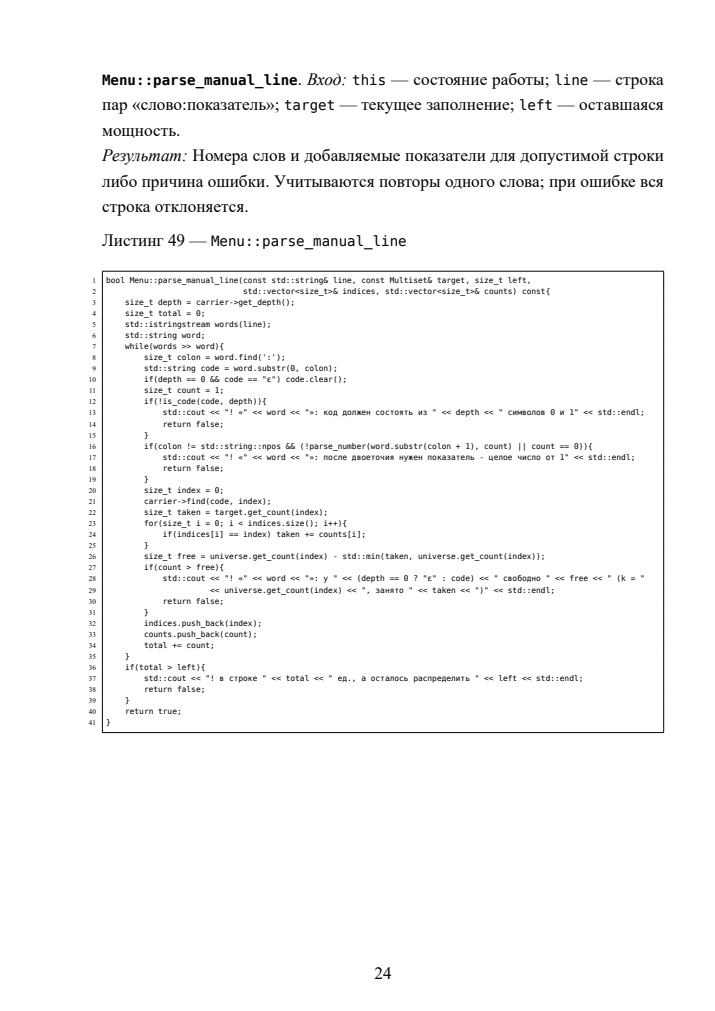 Menu::parse_manual_line. Вход: this — состояние работы; line — строка
пар «слово:показатель»; target — текущее заполнение; left — оставшаяся
мощность.
Результат: Номера слов и добавляемые показатели для допустимой строки
либо причина ошибки. Учитываются повторы одного слова; при ошибке вся
строка отклоняется.
Листинг 49 — Menu::parse_manual_line
1 bool Menu::parse_manual_line(const std::string& line, const Multiset& target, size_t left,
2                              std::vector<size_t>& indices, std::vector<size_t>& counts) const{
3     size_t depth = carrier->get_depth();
4     size_t total = 0;
5     std::istringstream words(line);
6     std::string word;
7     while(words >> word){
8         size_t colon = word.find(':');
9         std::string code = word.substr(0, colon);
10         if(depth == 0 && code == "ε") code.clear();
11         size_t count = 1;
12         if(!is_code(code, depth)){
13             std::cout << "! «" << word << "»: код должен состоять из " << depth << " символов 0 и 1" << std::endl;
14             return false;
15         }
16         if(colon != std::string::npos && (!parse_number(word.substr(colon + 1), count) || count == 0)){
17             std::cout << "! «" << word << "»: после двоеточия нужен показатель - целое число от 1" << std::endl;
18             return false;
19         }
20         size_t index = 0;
21         carrier->find(code, index);
22         size_t taken = target.get_count(index);
23         for(size_t i = 0; i < indices.size(); i++){
24             if(indices[i] == index) taken += counts[i];
25         }
26         size_t free = universe.get_count(index) - std::min(taken, universe.get_count(index));
27         if(count > free){
28             std::cout << "! «" << word << "»: у " << (depth == 0 ? "ε" : code) << " свободно " << free << " (k = "
29                       << universe.get_count(index) << ", занято " << taken << ")" << std::endl;
30             return false;
31         }
32         indices.push_back(index);
33         counts.push_back(count);
34         total += count;
35     }
36     if(total > left){
37         std::cout << "! в строке " << total << " ед., а осталось распределить " << left << std::endl;
38         return false;
39     }
40     return true;
41 }
24